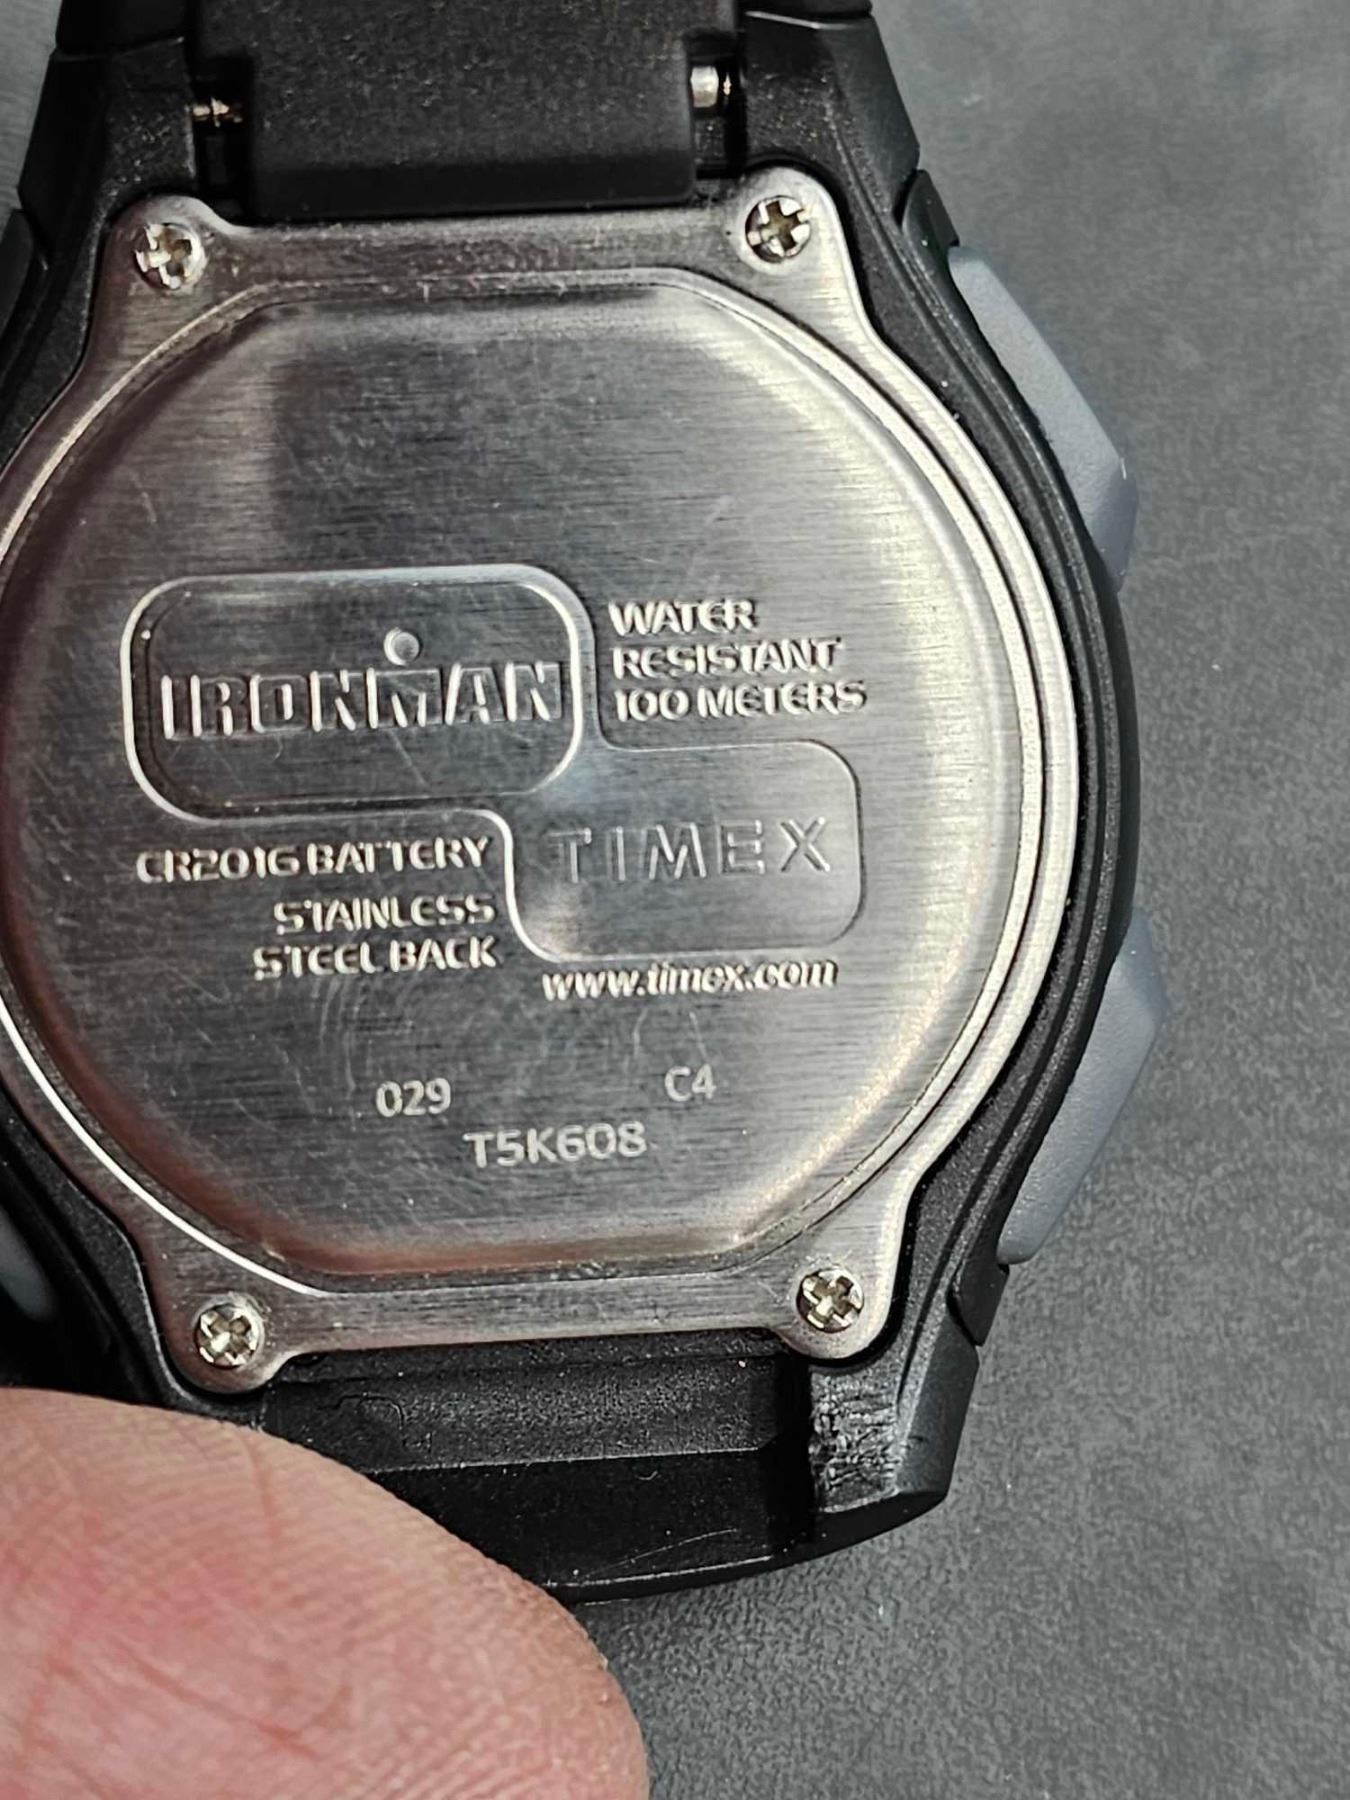 IRONMAN
WATER
RESISTANT
100 METERS
CR2016 BATTERY
STAINLESS
STEEL BACK
TIMEX
www.timex.com
029 C4
T5K608